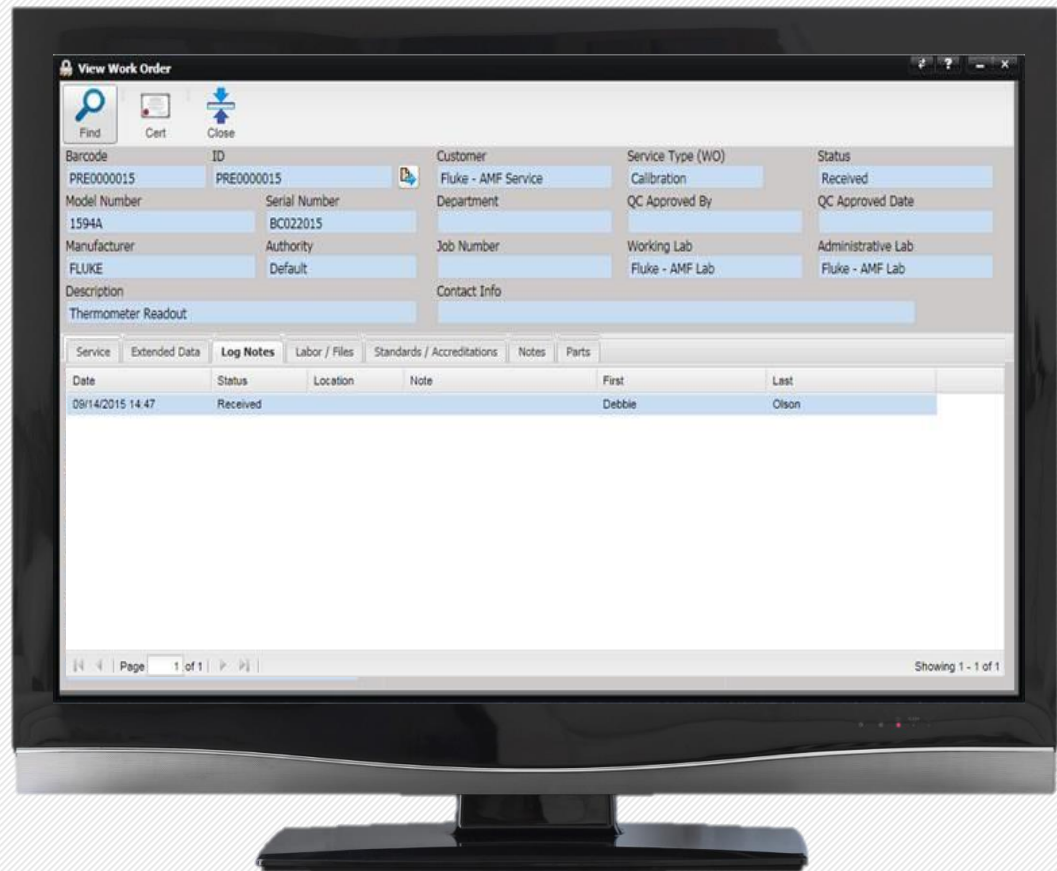 View Work Order
?
Find Cert Close
Barcode ID Customer Service Type (WO) Status
PRE0000015 PRE0000015 Fluke - AMF Service Calibration Received
Model Number Serial Number Department QC Approved By QC Approved Date
1594A BC022015
Manufacturer Authority Job Number Working Lab Administrative Lab
FLUKE Default Fluke - AMF Lab Fluke - AMF Lab
Description Contact Info
Thermometer Readout
Service Extended Data Log Notes Labor / Files Standards / Accreditations Notes Parts
Date Status Location Note First Last
09/14/2015 14:47 Received Debbie Olson
Page 1 of 1 Showing 1 - 1 of 1